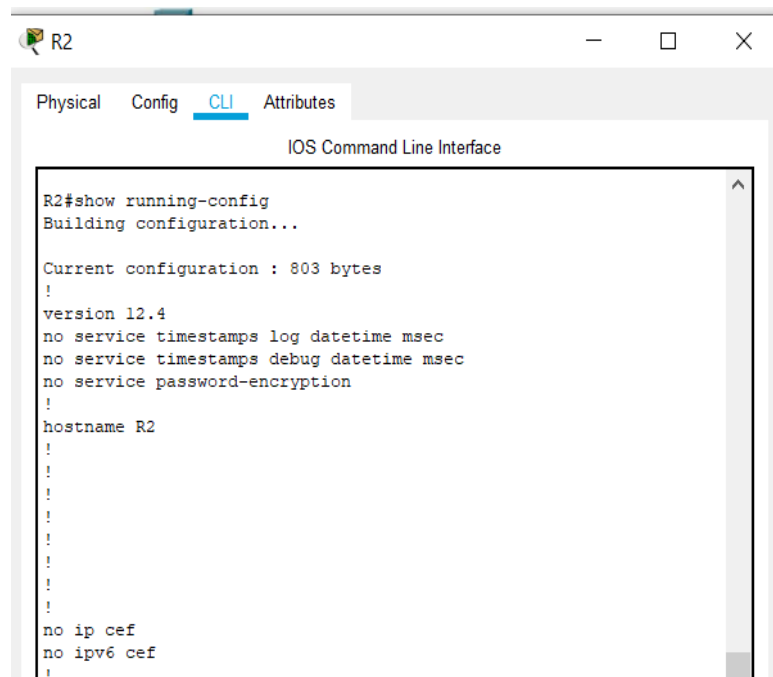 R2
Physical Config CLI Attributes
IOS Command Line Interface
R2#show running-config
Building configuration...
Current configuration : 803 bytes
!
version 12.4
no service timestamps log datetime msec
no service timestamps debug datetime msec
no service password-encryption
!
hostname R2
!
!
!
!
!
!
!
!
no ip cef
no ipv6 cef
!